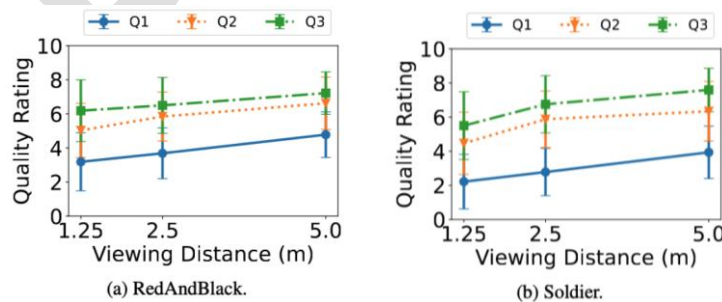 Q1 Q2 Q3
Quality Rating
10
8
6
4
2
0
1.25 2.5 5.0
Viewing Distance (m)
(a) RedAndBlack.
Q1 Q2 Q3
Quality Rating
10
8
6
4
2
0
1.25 2.5 5.0
Viewing Distance (m)
(b) Soldier.